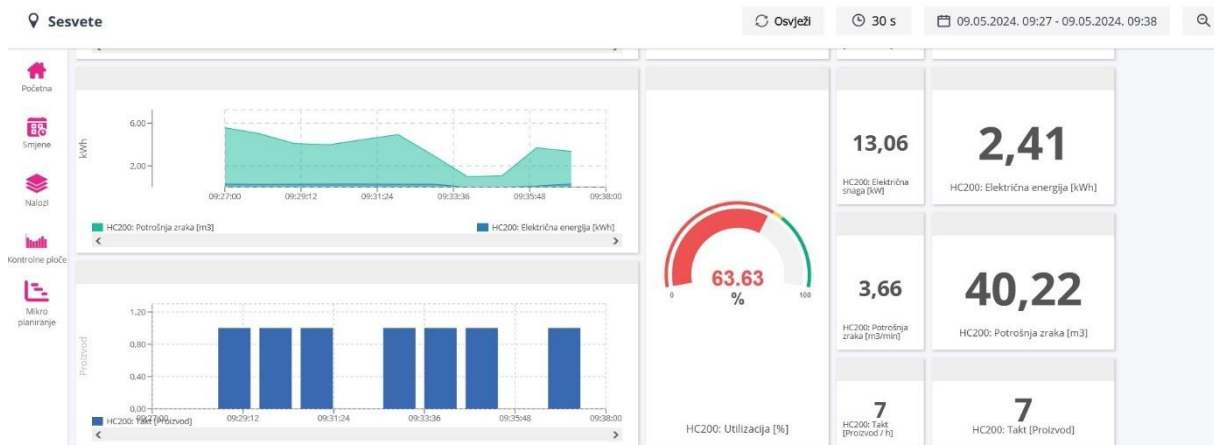 Sesvete
Osvježi
30 s
09.05.2024. 09:27 - 09.05.2024. 09:38
Početna
Smjene
Nalozi
Kontrolne ploče
Mikro
planiranje
kWh
6.00
2.00
09:27:00 09:29:12 09:31:24 09:33:36 09:35:48 09:38:00
HC200: Potrošnja zraka [m3] HC200: Električna energija [kWh]
Proizvod
1.20
0.80
0.40
0.00
09:27:00 09:29:12 09:31:24 09:33:36 09:35:48 09:38:00
HC200: Takt [Proizvod]
63.63
%
0 100
HC200: Utilizacija [%]
13,06
HC200: Električna
snaga [kW]
2,41
HC200: Električna energija [kWh]
3,66
HC200: Potrošnja
zraka [m3/min]
40,22
HC200: Potrošnja zraka [m3]
7
HC200: Takt
[Proizvod / h]
7
HC200: Takt [Proizvod]